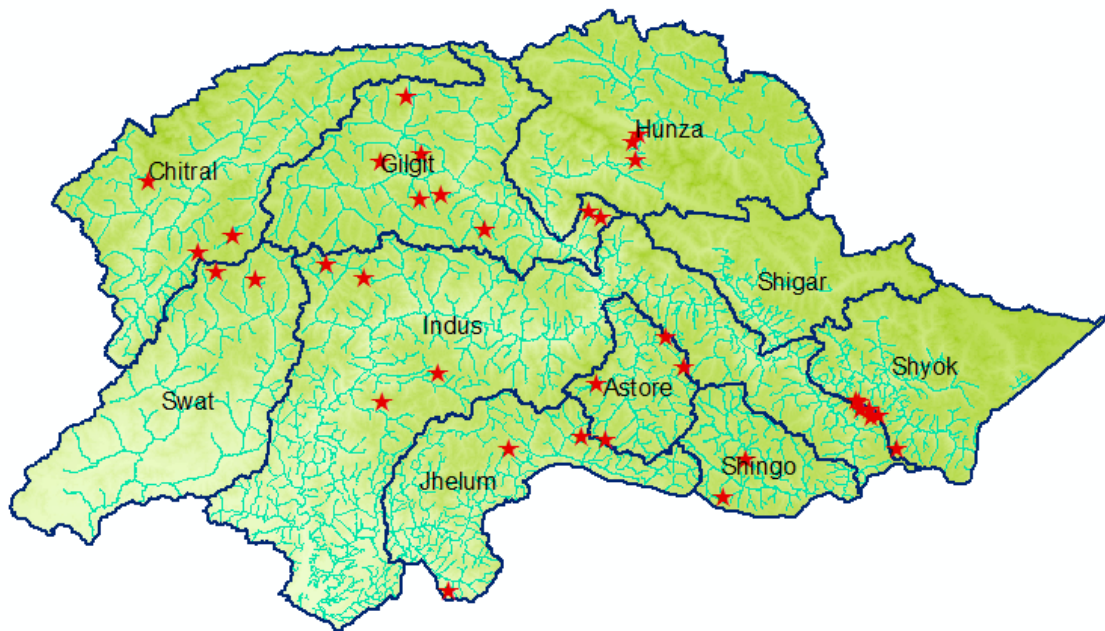 Hunza
Gilgit
Chitral
Shigar
Indus
Shyok
Astore
Swat
Shingo
Jhelum